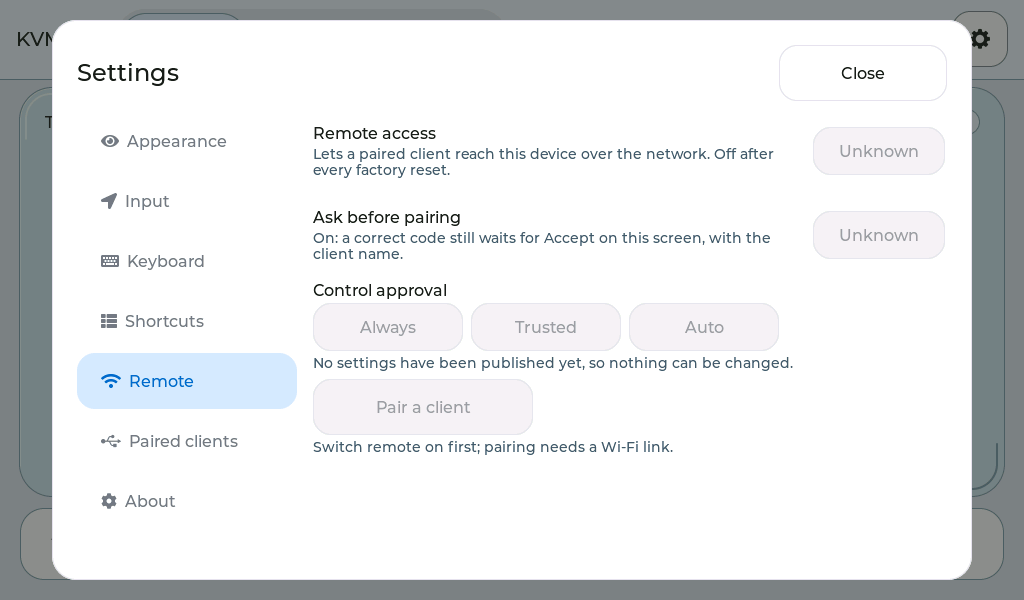 KVM
Settings
Close
Appearance
Input
Keyboard
Shortcuts
Remote
Paired clients
About
Remote access
Lets a paired client reach this device over the network. Off after
every factory reset.
Unknown
Ask before pairing
On: a correct code still waits for Accept on this screen, with the
client name.
Unknown
Control approval
Always
Trusted
Auto
No settings have been published yet, so nothing can be changed.
Pair a client
Switch remote on first; pairing needs a Wi-Fi link.